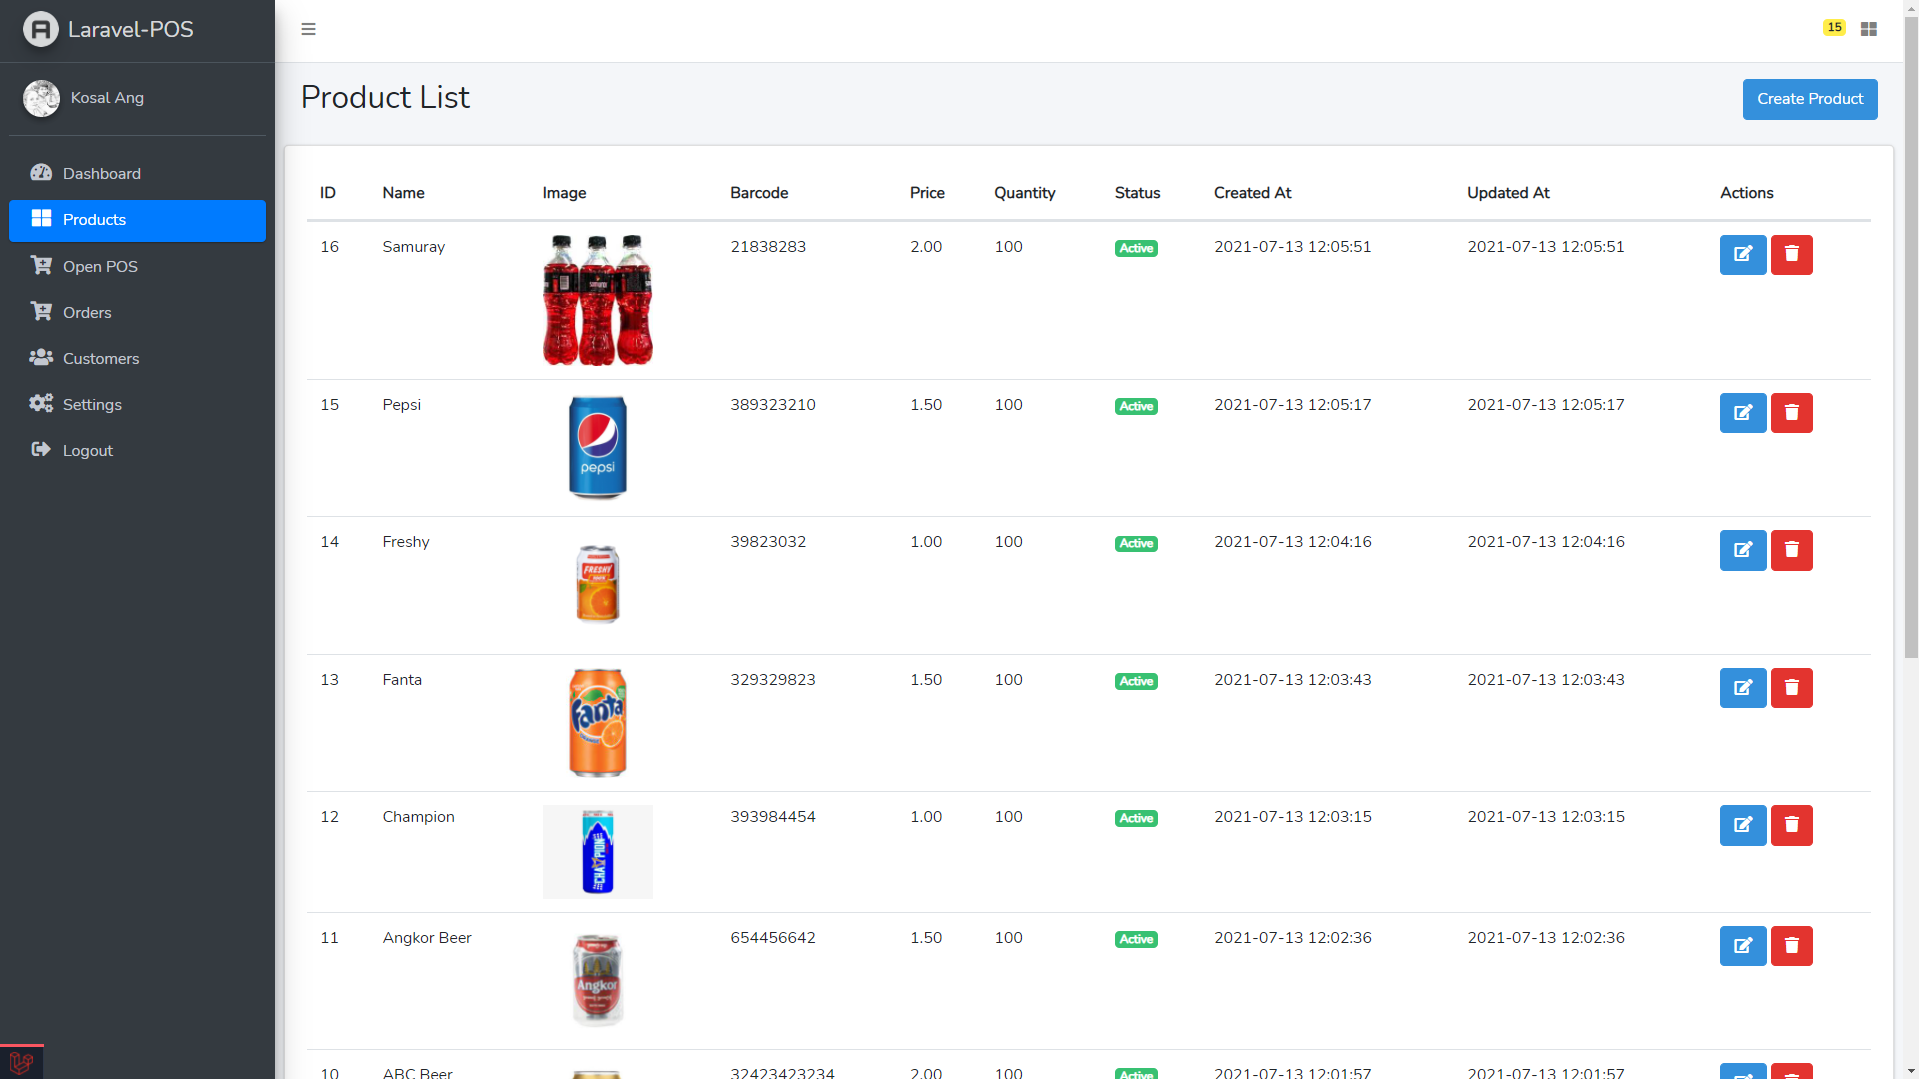 Laravel-POS
15
Kosal Ang
Product List
Create Product
Dashboard
Products
Open POS
Orders
Customers
Settings
Logout
ID Name Image Barcode Price Quantity Status Created At Updated At Actions
16 Samuray 21838283 2.00 100 Active 2021-07-13 12:05:51 2021-07-13 12:05:51
15 Pepsi 389323210 1.50 100 Active 2021-07-13 12:05:17 2021-07-13 12:05:17
pepsi
14 Freshy 39823032 1.00 100 Active 2021-07-13 12:04:16 2021-07-13 12:04:16
FRESHY
13 Fanta 329329823 1.50 100 Active 2021-07-13 12:03:43 2021-07-13 12:03:43
Fanta
12 Champion 393984454 1.00 100 Active 2021-07-13 12:03:15 2021-07-13 12:03:15
CHAMPION
11 Angkor Beer 654456642 1.50 100 Active 2021-07-13 12:02:36 2021-07-13 12:02:36
Angkor
10 ABC Beer 32423423234 2.00 100 Active 2021-07-13 12:01:57 2021-07-13 12:01:57